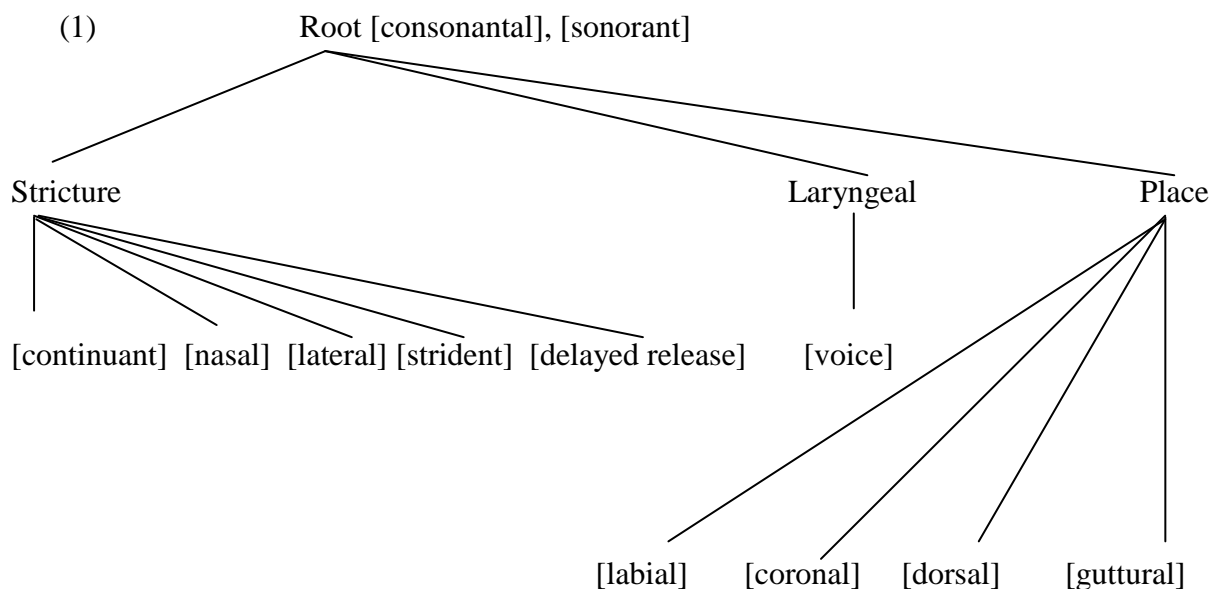 (1) Root [consonantal], [sonorant]
Stricture Laryngeal Place
[continuant] [nasal] [lateral] [strident] [delayed release] [voice]
[labial] [coronal] [dorsal] [guttural]